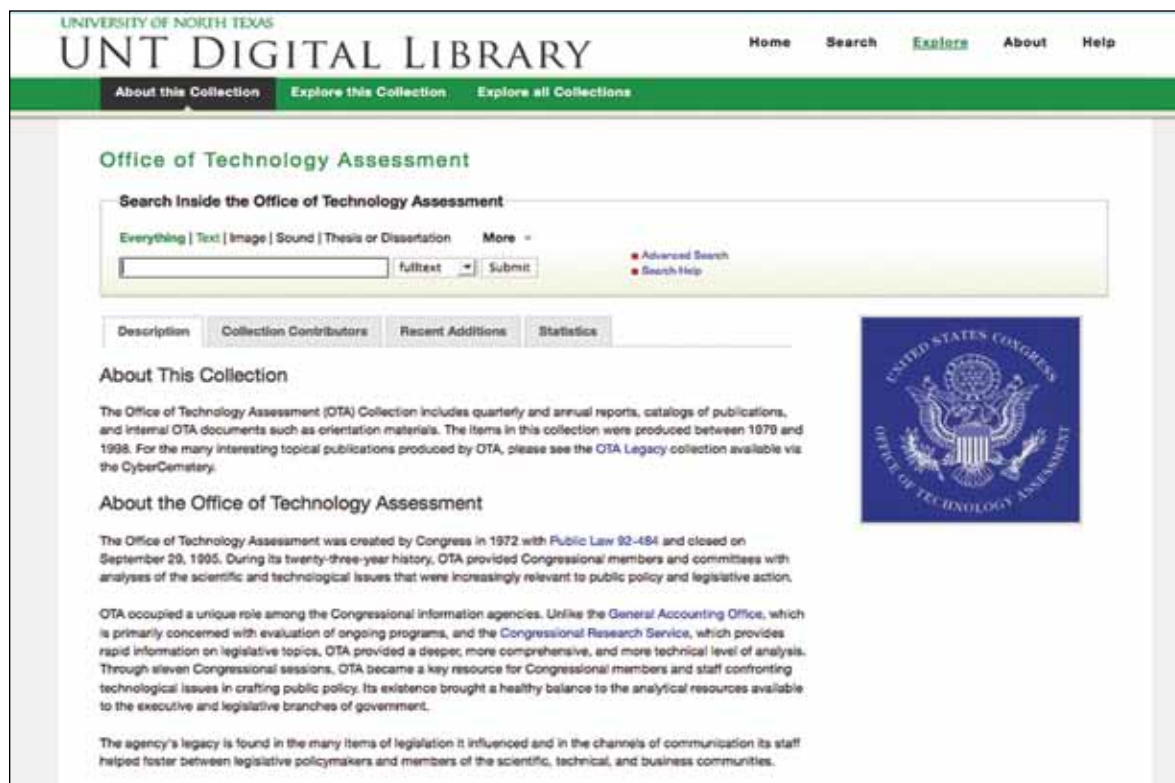 UNIVERSITY OF NORTH TEXAS
UNT DIGITAL LIBRARY
Home Search Explore About Help
About this Collection Explore this Collection Explore all Collections
Office of Technology Assessment
Search Inside the Office of Technology Assessment
Everything | Text | Image | Sound | Thesis or Dissertation More
fulltext Submit
Advanced Search
Search Help
Description Collection Contributors Recent Additions Statistics
About This Collection
The Office of Technology Assessment (OTA) Collection includes quarterly and annual reports, catalogs of publications,
and internal OTA documents such as orientation materials. The items in this collection were produced between 1979 and
1998. For the many interesting topical publications produced by OTA, please see the OTA Legacy collection available via
the CyberCemetery.
About the Office of Technology Assessment
The Office of Technology Assessment was created by Congress in 1972 with Public Law 92-484 and closed on
September 29, 1995. During its twenty-three-year history, OTA provided Congressional members and committees with
analyses of the scientific and technological issues that were increasingly relevant to public policy and legislative action.
OTA occupied a unique role among the Congressional information agencies. Unlike the General Accounting Office, which
is primarily concerned with evaluation of ongoing programs, and the Congressional Research Service, which provides
rapid information on legislative topics, OTA provided a deeper, more comprehensive, and more technical level of analysis.
Through eleven Congressional sessions, OTA became a key resource for Congressional members and staff confronting
technological issues in crafting public policy. Its existence brought a healthy balance to the analytical resources available
to the executive and legislative branches of government.
The agency's legacy is found in the many items of legislation it influenced and in the channels of communication its staff
helped foster between legislative policymakers and members of the scientific, technical, and business communities.
UNITED STATES CONGRESS
OFFICE OF TECHNOLOGY ASSESSMENT